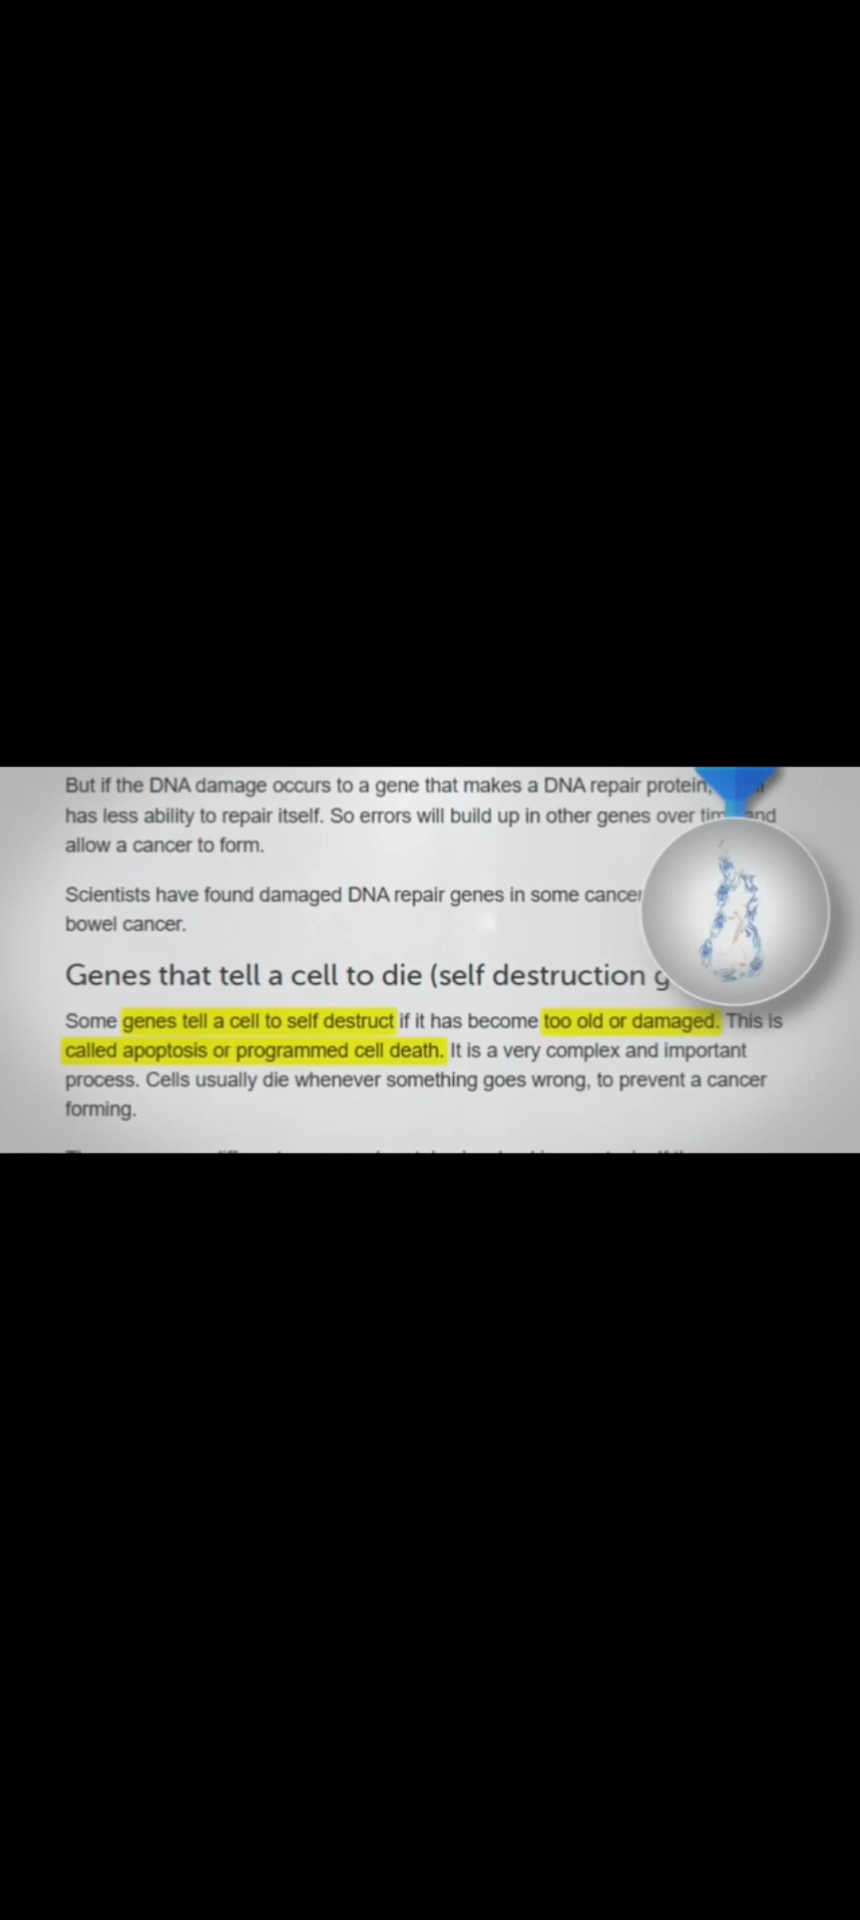 But if the DNA damage occurs to a gene that makes a DNA repair protein,
has less ability to repair itself. So errors will build up in other genes over time and
allow a cancer to form.
Scientists have found damaged DNA repair genes in some cancer
bowel cancer.
Genes that tell a cell to die (self destruction g
Some genes tell a cell to self destruct if it has become too old or damaged. This is
called apoptosis or programmed cell death. It is a very complex and important
process. Cells usually die whenever something goes wrong, to prevent a cancer
forming.